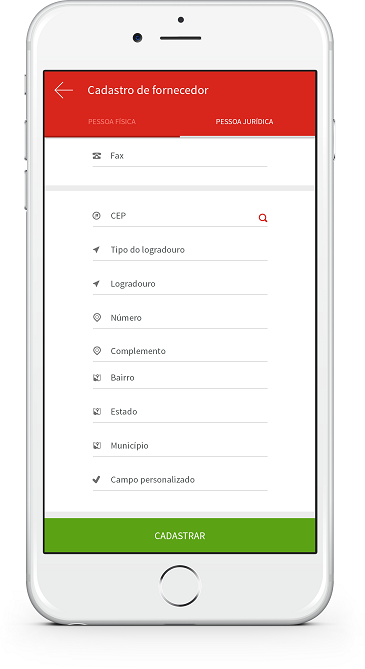 Cadastro de fornecedor
PESSOA FÍSICA
PESSOA JURÍDICA
Fax
CEP
Tipo do logradouro
Logradouro
Número
Complemento
Bairro
Estado
Município
Campo personalizado
CADASTRAR